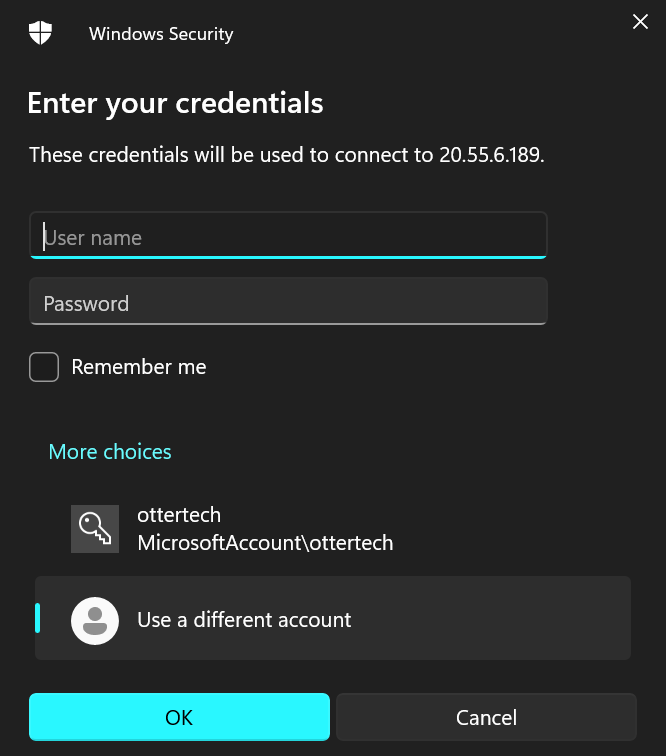 Windows Security
Enter your credentials
These credentials will be used to connect to 20.55.6.189.
User name
Password
Remember me
More choices
ottertech
MicrosoftAccount\ottertech
Use a different account
OK
Cancel